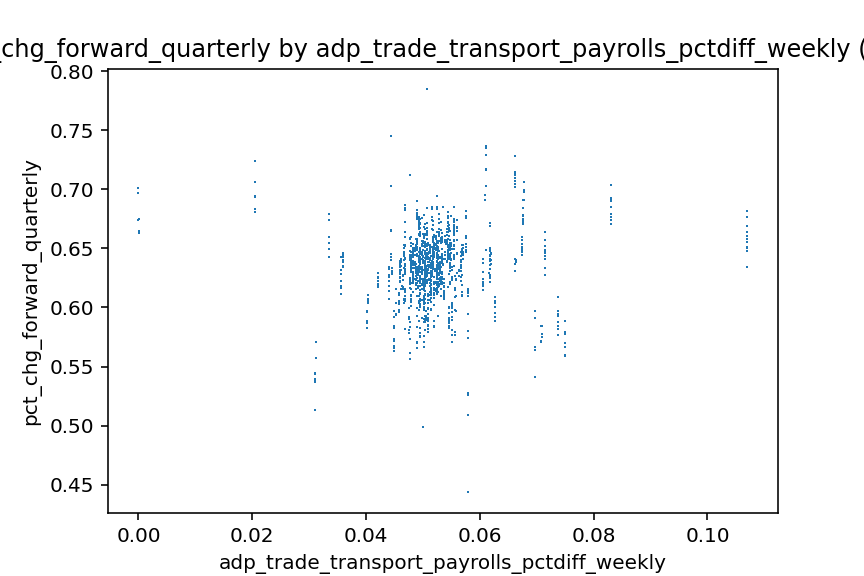 _chg_forward_quarterly by adp_trade_transport_payrolls_pctdiff_weekly (
0.80
0.75
0.70
0.65
0.60
0.55
0.50
0.45
pct_chg_forward_quarterly
0.00 0.02 0.04 0.06 0.08 0.10
adp_trade_transport_payrolls_pctdiff_weekly